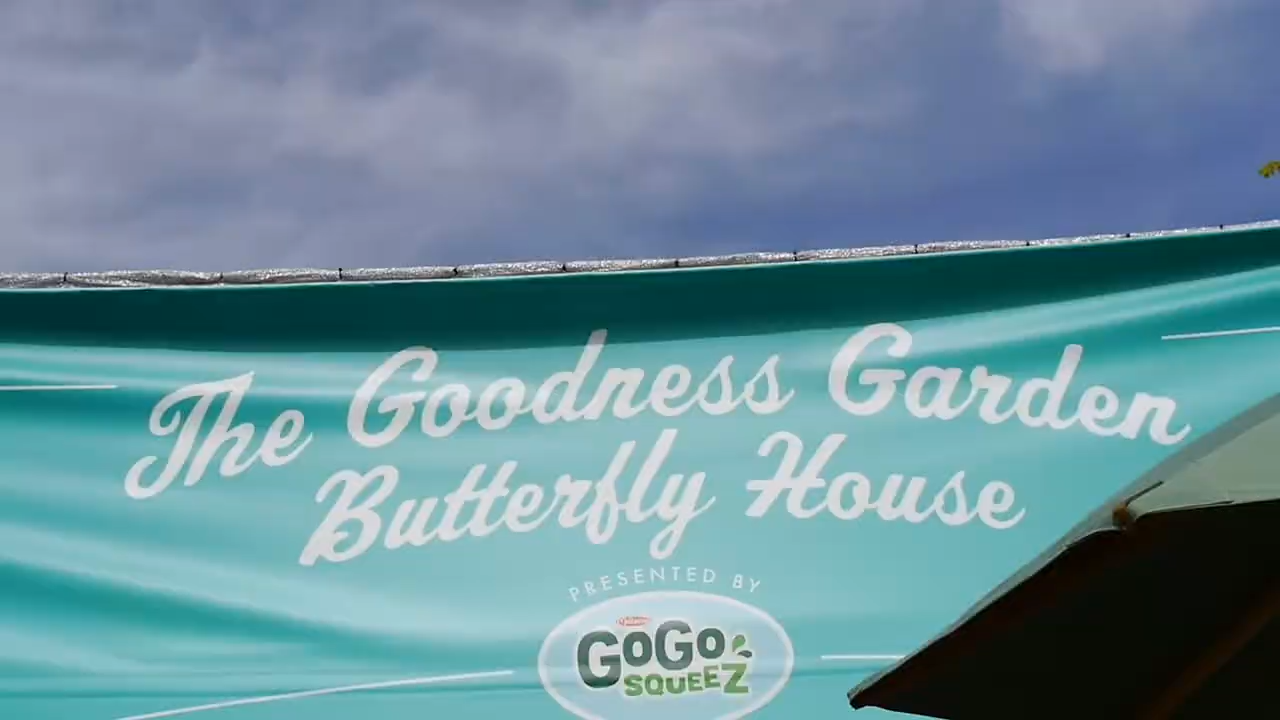 The Goodness Garden
Butterfly House
PRESENTED BY
GOGO
SQUEEZ